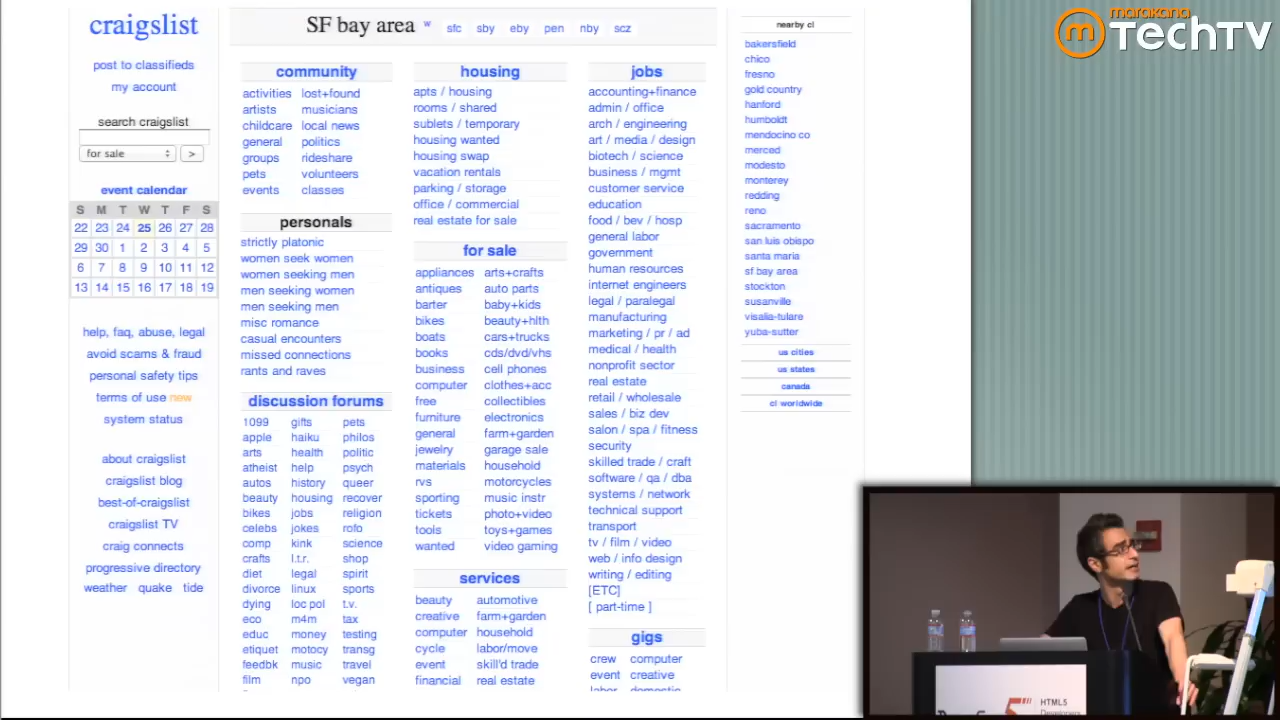 craigslist
post to classifieds
my account
search craigslist
for sale
>
event calendar
S M T W T F S
22 23 24 25 26 27 28
29 30 1 2 3 4 5
6 7 8 9 10 11 12
13 14 15 16 17 18 19
help, faq, abuse, legal
avoid scams & fraud
personal safety tips
terms of use new
system status
about craigslist
craigslist blog
best-of-craigslist
craigslist TV
craig connects
progressive directory
weather quake tide
SF bay area w sfc sby eby pen nby scz
community
activities lost+found
artists musicians
childcare local news
general politics
groups rideshare
pets volunteers
events classes
personals
strictly platonic
women seek women
women seeking men
men seeking women
men seeking men
misc romance
casual encounters
missed connections
rants and raves
discussion forums
1099 gifts pets
apple haiku philos
arts health politic
atheist help psych
autos history queer
beauty housing recover
bikes jobs religion
celebs jokes rofo
comp kink science
crafts l.t.r. shop
diet legal spirit
divorce linux sports
dying loc pol t.v.
eco m4m tax
educ money testing
etiquet motocy transg
feedbk music travel
film npo vegan
housing
apts / housing
rooms / shared
sublets / temporary
housing wanted
housing swap
vacation rentals
parking / storage
office / commercial
real estate for sale
for sale
appliances arts+crafts
antiques auto parts
barter baby+kids
bikes beauty+hlth
boats cars+trucks
books cds/dvd/vhs
business cell phones
computer clothes+acc
free collectibles
furniture electronics
general farm+garden
jewelry garage sale
materials household
rvs motorcycles
sporting music instr
tickets photo+video
tools toys+games
wanted video gaming
services
beauty automotive
creative farm+garden
computer household
cycle labor/move
event skill'd trade
financial real estate
jobs
accounting+finance
admin / office
arch / engineering
art / media / design
biotech / science
business / mgmt
customer service
education
food / bev / hosp
general labor
government
human resources
internet engineers
legal / paralegal
manufacturing
marketing / pr / ad
medical / health
nonprofit sector
real estate
retail / wholesale
sales / biz dev
salon / spa / fitness
security
skilled trade / craft
software / qa / dba
systems / network
technical support
transport
tv / film / video
web / info design
writing / editing
[ETC]
[ part-time ]
gigs
crew computer
event creative
labor domestic
nearby cl
bakersfield
chico
fresno
gold country
hanford
humboldt
mendocino co
merced
modesto
monterey
redding
reno
sacramento
san luis obispo
santa maria
sf bay area
stockton
susanville
visalia-tulare
yuba-sutter
us cities
us states
canada
cl worldwide
marakana
m TechTV
HTML5